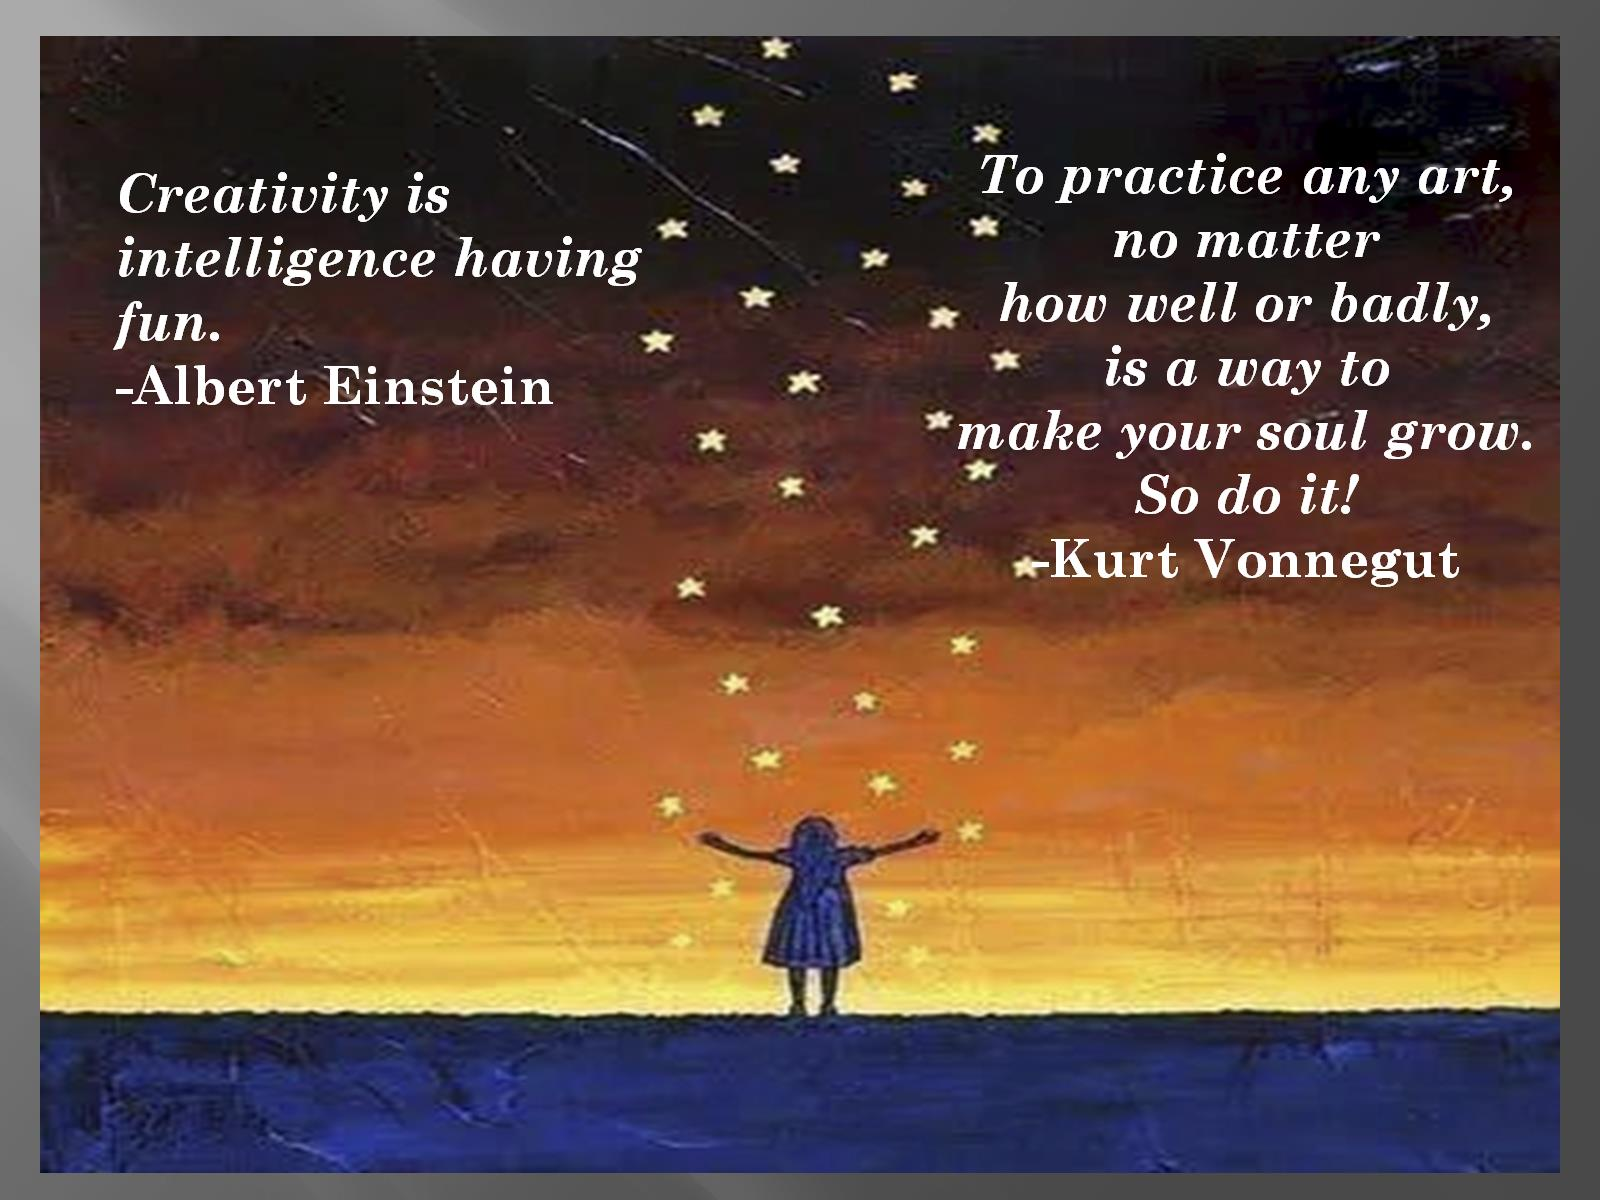 Creativity is
intelligence having
fun.
-Albert Einstein
To practice any art,
no matter
how well or badly,
is a way to
make your soul grow.
So do it!
-Kurt Vonnegut